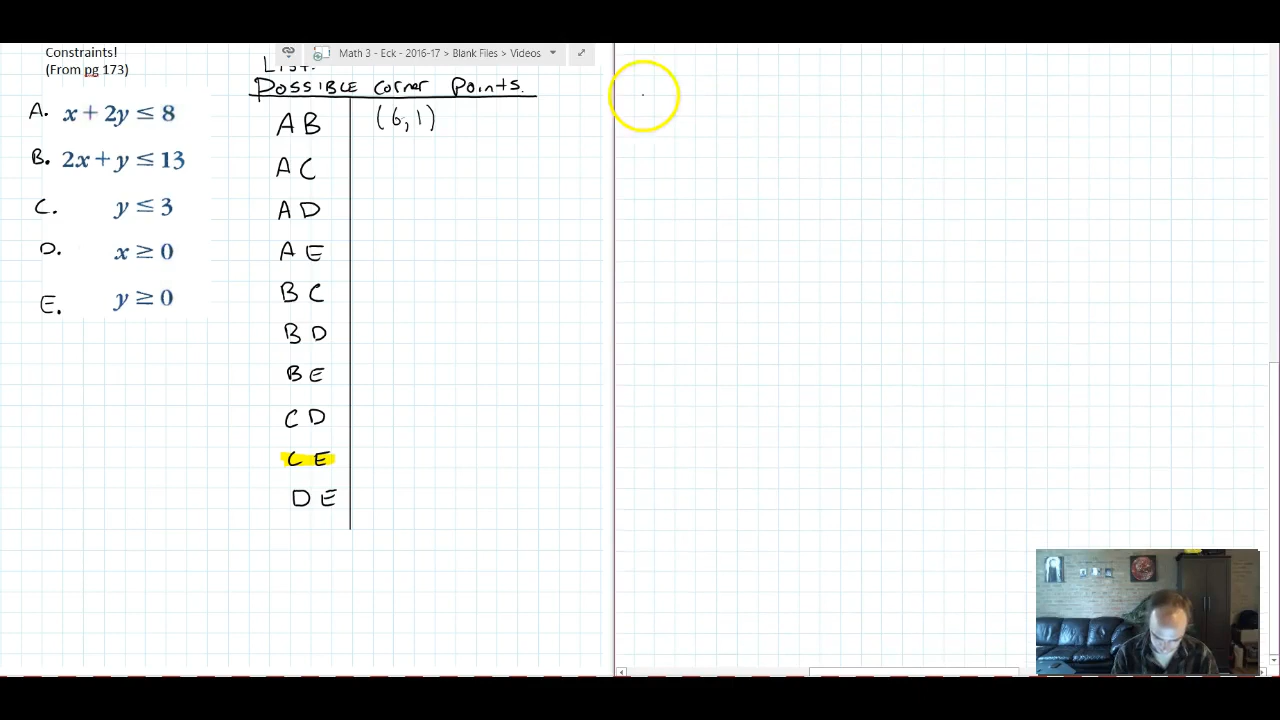 Constraints!
(From pg 173)
Math 3 - Eck - 2016-17 > Blank Files > Videos
List:
Possible Corner Points.
A. x + 2y ≤ 8
B. 2x + y ≤ 13
C. y ≤ 3
D. x ≥ 0
E. y ≥ 0
AB (6,1)
AC
AD
AE
BC
BD
BE
CD
CE
DE